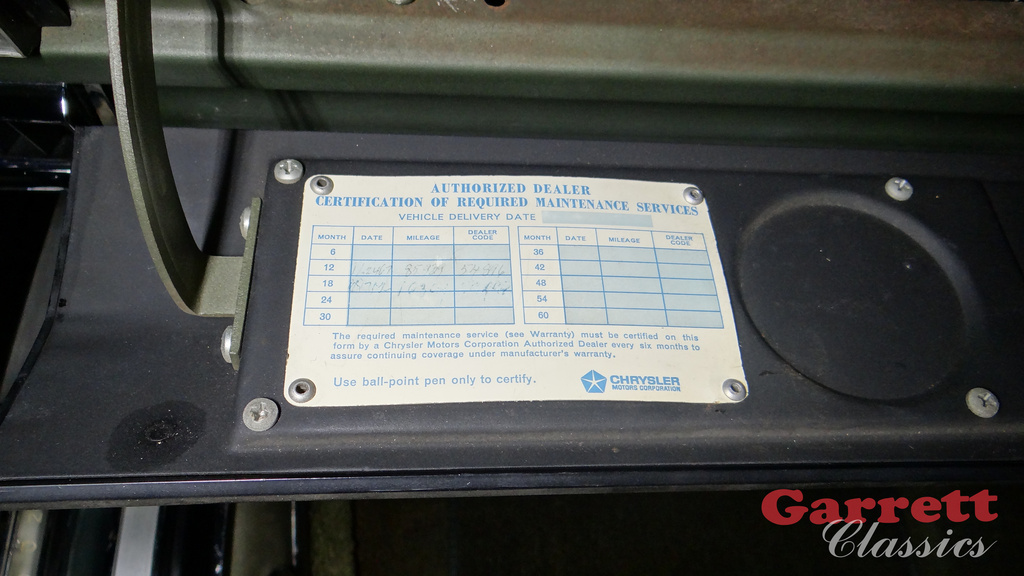 AUTHORIZED DEALER
CERTIFICATION OF REQUIRED MAINTENANCE SERVICES
VEHICLE DELIVERY DATE
MONTH DATE MILEAGE DEALER CODE MONTH DATE MILEAGE DEALER CODE
6 36
12 42
18 48
24 54
30 60
The required maintenance service (see Warranty) must be certified on this
form by a Chrysler Motors Corporation Authorized Dealer every six months to
assure continuing coverage under manufacturer's warranty.
Use ball-point pen only to certify.
CHRYSLER
MOTORS CORPORATION
Garrett
Classics